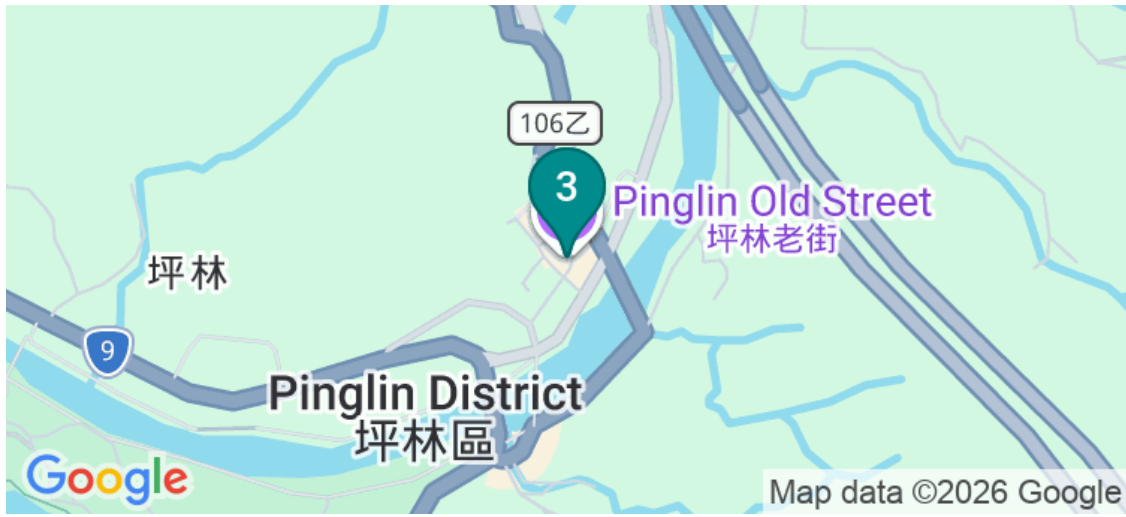 106乙
3
Pinglin Old Street
坪林老街
坪林
9
Pinglin District
坪林區
Google
Map data ©2026 Google